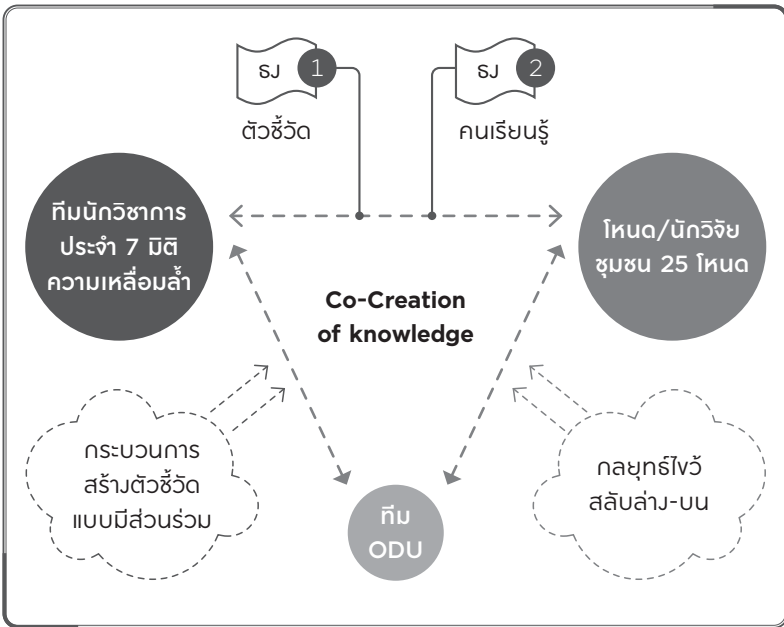 ธง 1
ตัวชี้วัด
ธง 2
คนเรียนรู้
ทีมนักวิชาการ
ประจำ 7 มิติ
ความเหลื่อมล้ำ
โหนด/นักวิจัย
ชุมชน 25 โหนด
Co-Creation
of knowledge
กระบวนการ
สร้างตัวชี้วัด
แบบมีส่วนร่วม
กลยุทธ์ไขว้
สลับล่าง-บน
ทีม
ODU